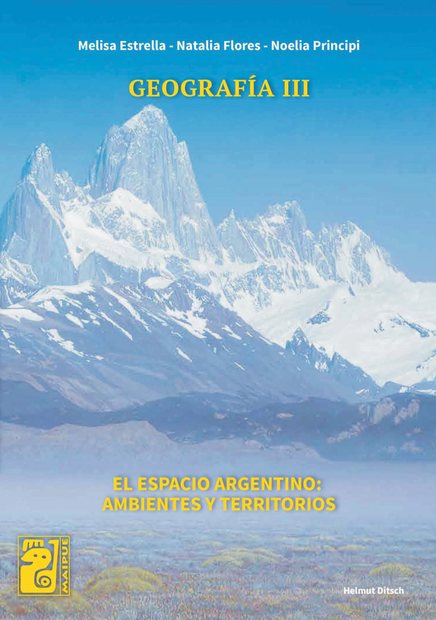 Melisa Estrella - Natalia Flores - Noelia Principi
GEOGRAFÍA III
EL ESPACIO ARGENTINO:
AMBIENTES Y TERRITORIOS
MAIPUE
Helmut Ditsch